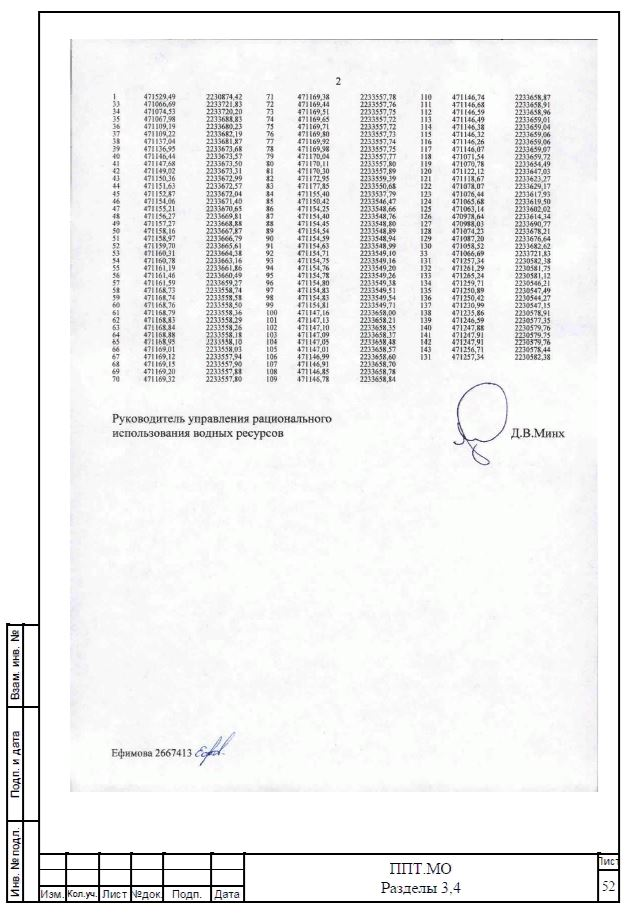 2
1 471529,49 2230874,42 71 471169,38 2233557,78 110 471146,74 2233658,87
33 471066,69 2233721,83 72 471169,44 2233557,76 111 471146,68 2233658,91
34 471074,53 2233720,20 73 471169,51 2233557,75 112 471146,59 2233658,96
35 471067,98 2233688,83 74 471169,65 2233557,72 113 471146,49 2233659,01
36 471109,19 2233680,23 75 471169,71 2233557,72 114 471146,38 2233659,04
37 471109,22 2233682,19 76 471169,80 2233557,73 115 471146,32 2233659,06
38 471137,04 2233681,87 77 471169,92 2233557,74 116 471146,26 2233659,06
39 471136,95 2233673,68 78 471169,98 2233557,75 117 471146,07 2233659,07
40 471146,44 2233673,57 79 471170,04 2233557,77 118 471071,54 2233659,72
41 471147,68 2233673,50 80 471170,11 2233557,80 119 471070,78 2233654,49
42 471149,02 2233673,31 81 471170,30 2233557,89 120 471122,12 2233647,03
43 471150,36 2233672,99 82 471172,95 2233559,39 121 471118,67 2233623,27
44 471151,63 2233672,57 83 471177,85 2233550,68 122 471078,07 2233629,17
45 471152,87 2233672,04 84 471155,40 2233537,79 123 471076,44 2233617,93
46 471154,06 2233671,40 85 471150,42 2233546,47 124 471065,68 2233619,50
47 471155,21 2233670,65 86 471154,25 2233548,72 125 471063,14 2233602,02
48 471156,27 2233669,81 87 471154,40 2233548,76 126 470978,64 2233614,34
49 471157,27 2233668,88 88 471154,45 2233548,80 127 470988,03 2233690,77
50 471158,16 2233667,87 89 471154,54 2233548,89 128 471074,23 2233678,21
51 471158,97 2233666,79 90 471154,59 2233548,94 129 471087,20 2233676,64
52 471159,70 2233665,61 91 471154,63 2233548,99 130 471058,52 2233682,62
53 471160,31 2233664,38 92 471154,71 2233549,10 33 471066,69 2233721,83
54 471160,78 2233663,16 93 471154,75 2233549,16 131 471257,34 2230582,38
55 471161,19 2233661,86 94 471154,76 2233549,20 132 471261,29 2230581,75
56 471161,46 2233660,49 95 471154,78 2233549,26 133 471265,24 2230581,12
57 471161,59 2233659,27 96 471154,80 2233549,38 134 471259,71 2230546,21
58 471168,73 2233558,74 97 471154,83 2233549,51 135 471250,89 2230547,49
59 471168,74 2233558,58 98 471154,83 2233549,54 136 471250,42 2230544,27
60 471168,76 2233558,50 99 471154,81 2233549,71 137 471230,99 2230547,15
61 471168,79 2233558,36 100 471147,16 2233658,00 138 471235,86 2230578,91
62 471168,83 2233558,29 101 471147,13 2233658,21 139 471246,59 2230577,35
63 471168,84 2233558,26 102 471147,10 2233658,35 140 471247,88 2230579,76
64 471168,88 2233558,18 103 471147,09 2233658,37 141 471247,91 2230579,75
65 471168,95 2233558,10 104 471147,05 2233658,48 142 471247,91 2230579,76
66 471169,01 2233558,03 105 471147,01 2233658,57 143 471256,71 2230578,44
67 471169,12 2233557,94 106 471146,99 2233658,60 131 471257,34 2230582,38
68 471169,15 2233557,90 107 471146,91 2233658,70
69 471169,20 2233557,88 108 471146,85 2233658,78
70 471169,32 2233557,80 109 471146,78 2233658,84
Руководитель управления рационального
использования водных ресурсов
Д.В.Минх
Ефимова 2667413
Взам. инв. №
Подп. и дата
Инв. №подл.
Изм. Кол.уч. Лист №док. Подп. Дата
ППТ.МО
Разделы 3,4
Лист
52